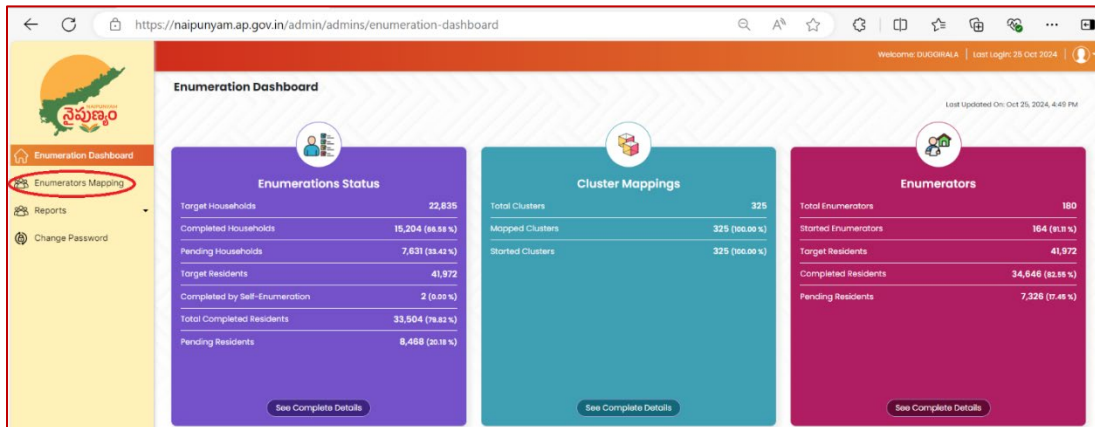 https://naipunyam.ap.gov.in/admin/admins/enumeration-dashboard
Welcome: DUGGIRALA | Last Login: 25 Oct 2024
NAIPUNYAM
నైపుణ్యం
Enumeration Dashboard
Last Updated On: Oct 25, 2024, 4:49 PM
Enumeration Dashboard
Enumerators Mapping
Reports
Change Password
Enumerations Status
Target Households 22,835
Completed Households 15,204 (66.58 %)
Pending Households 7,631 (33.42 %)
Target Residents 41,972
Completed by Self-Enumeration 2 (0.00 %)
Total Completed Residents 33,504 (79.82 %)
Pending Residents 8,468 (20.18 %)
See Complete Details
Cluster Mappings
Total Clusters 325
Mapped Clusters 325 (100.00 %)
Started Clusters 325 (100.00 %)
See Complete Details
Enumerators
Total Enumerators 180
Started Enumerators 164 (91.11 %)
Target Residents 41,972
Completed Residents 34,646 (82.55 %)
Pending Residents 7,326 (17.45 %)
See Complete Details